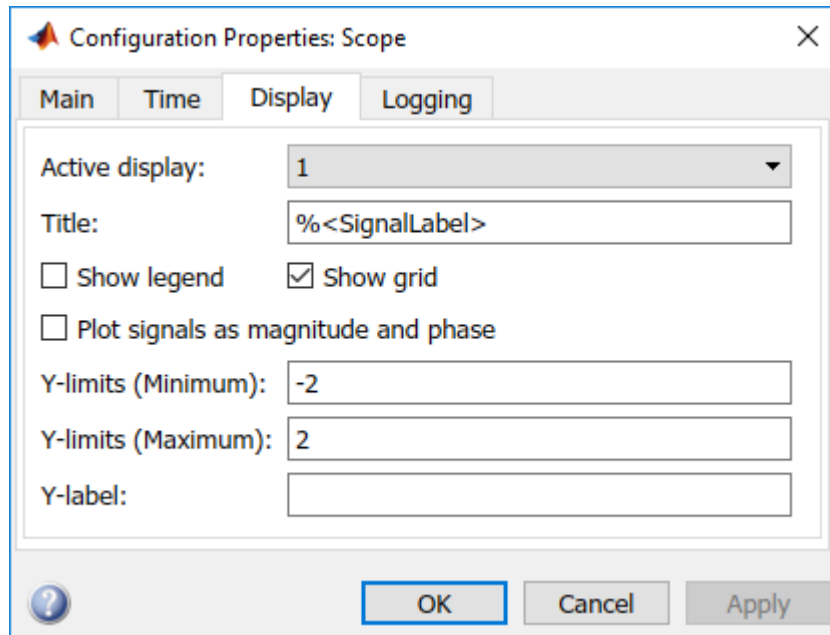 Configuration Properties: Scope
Main Time Display Logging
Active display: 1
Title: %<SignalLabel>
Show legend Show grid
Plot signals as magnitude and phase
Y-limits (Minimum): -2
Y-limits (Maximum): 2
Y-label:
? OK Cancel Apply